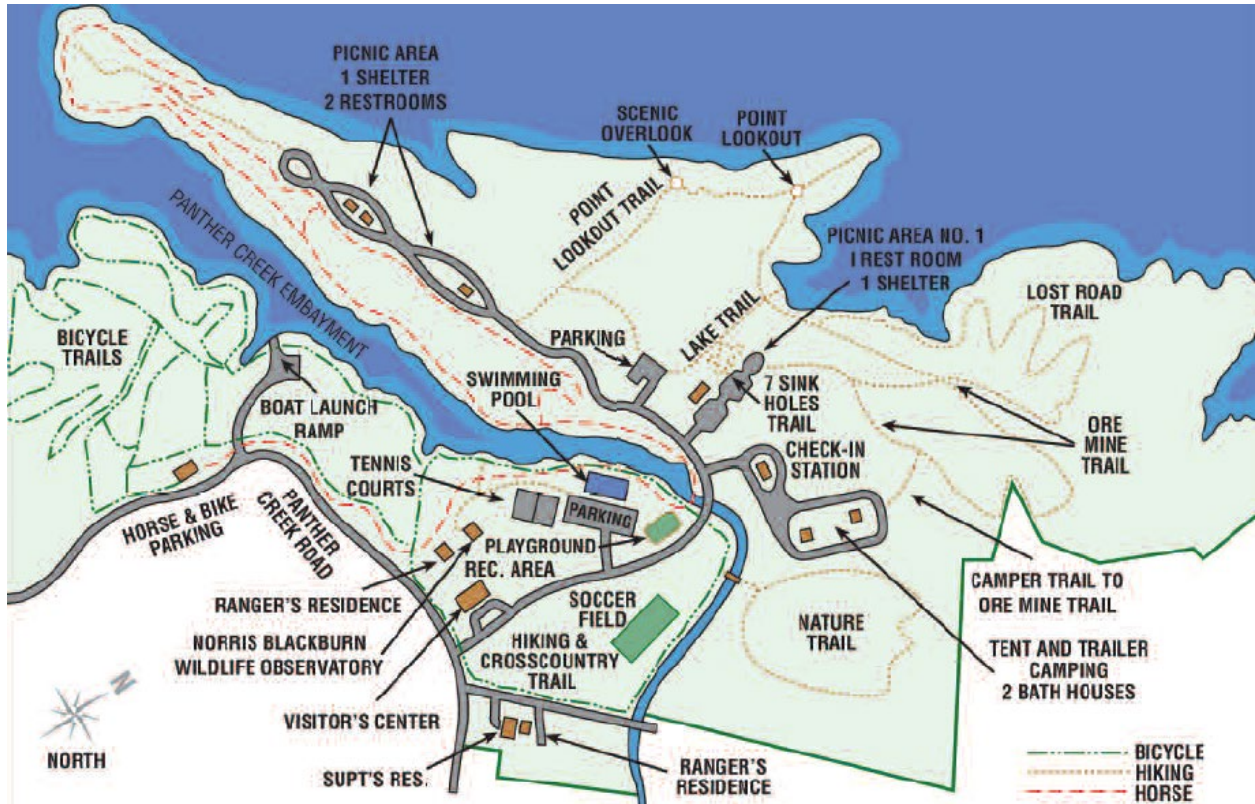 PICNIC AREA
1 SHELTER
2 RESTROOMS
SCENIC
OVERLOOK
POINT
LOOKOUT
POINT
LOOKOUT TRAIL
PICNIC AREA NO. 1
I REST ROOM
1 SHELTER
LOST ROAD
TRAIL
PANTHER CREEK EMBAYMENT
BICYCLE
TRAILS
PARKING
LAKE TRAIL
SWIMMING
POOL
7 SINK
HOLES
TRAIL
BOAT LAUNCH
RAMP
ORE
MINE
TRAIL
CHECK-IN
STATION
TENNIS
COURTS
HORSE & BIKE
PARKING
PANTHER
CREEK ROAD
PARKING
PLAYGROUND
REC. AREA
RANGER'S RESIDENCE
NORRIS BLACKBURN
WILDLIFE OBSERVATORY
SOCCER
FIELD
HIKING &
CROSSCOUNTRY
TRAIL
NATURE
TRAIL
CAMPER TRAIL TO
ORE MINE TRAIL
TENT AND TRAILER
CAMPING
2 BATH HOUSES
VISITOR'S CENTER
SUPT'S RES.
RANGER'S
RESIDENCE
N
NORTH
BICYCLE
HIKING
HORSE